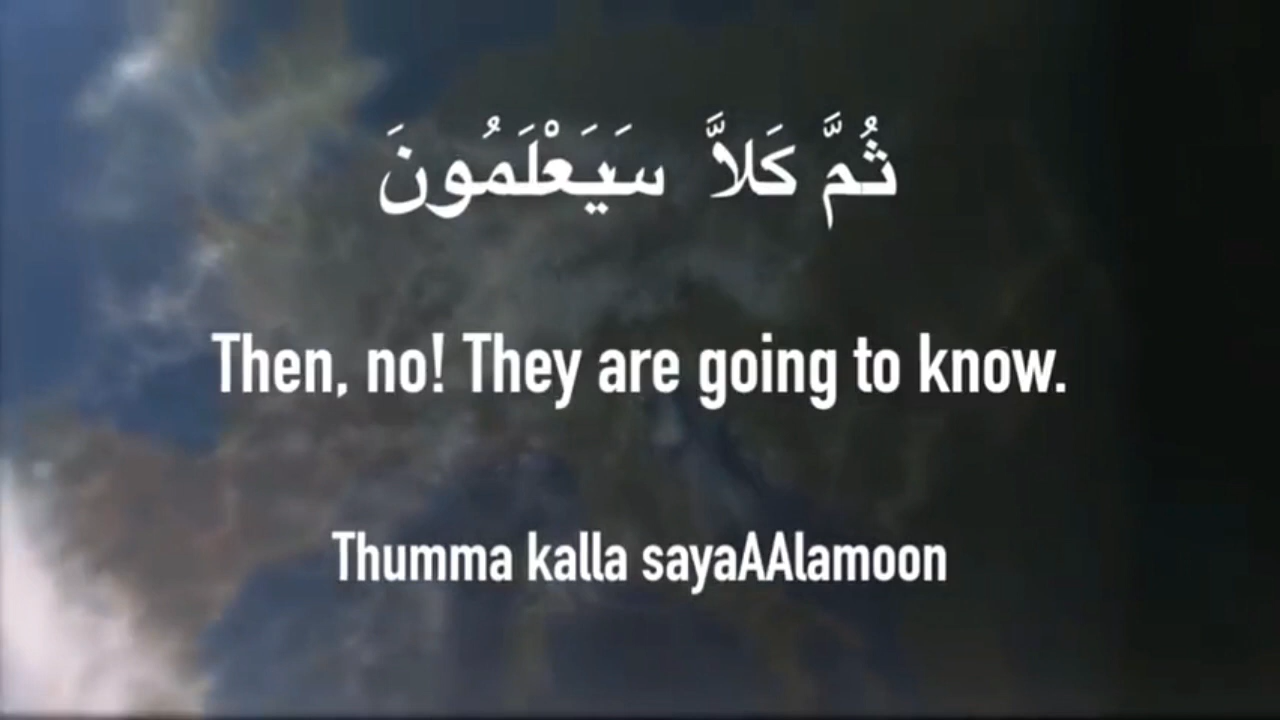 ثُمَّ كَلاَّ سَيَعْلَمُونَ
Then, no! They are going to know.
Thumma kalla sayaAAlamoon